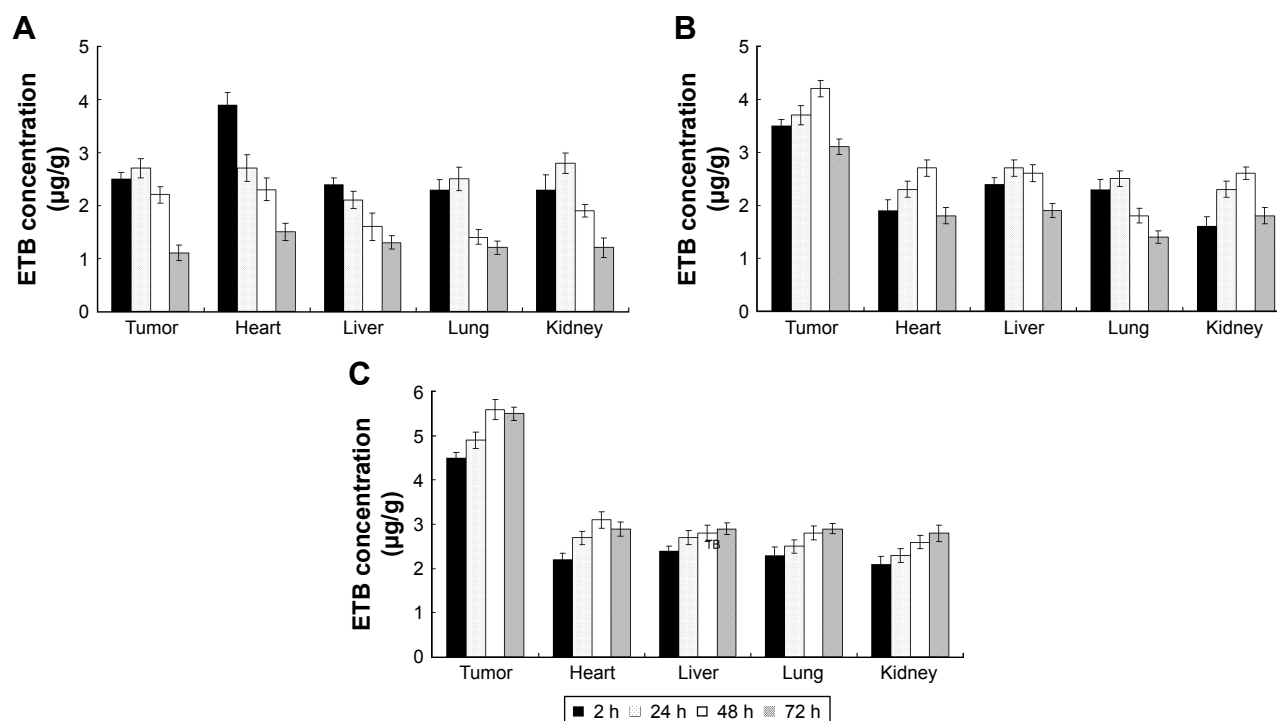 A
ETB concentration
(µg/g)
5
4
3
2
1
0
Tumor Heart Liver Lung Kidney
B
ETB concentration
(µg/g)
5
4
3
2
1
0
Tumor Heart Liver Lung Kidney
C
ETB concentration
(µg/g)
6
5
4
3
2
1
0
TB
Tumor Heart Liver Lung Kidney
2 h 24 h 48 h 72 h